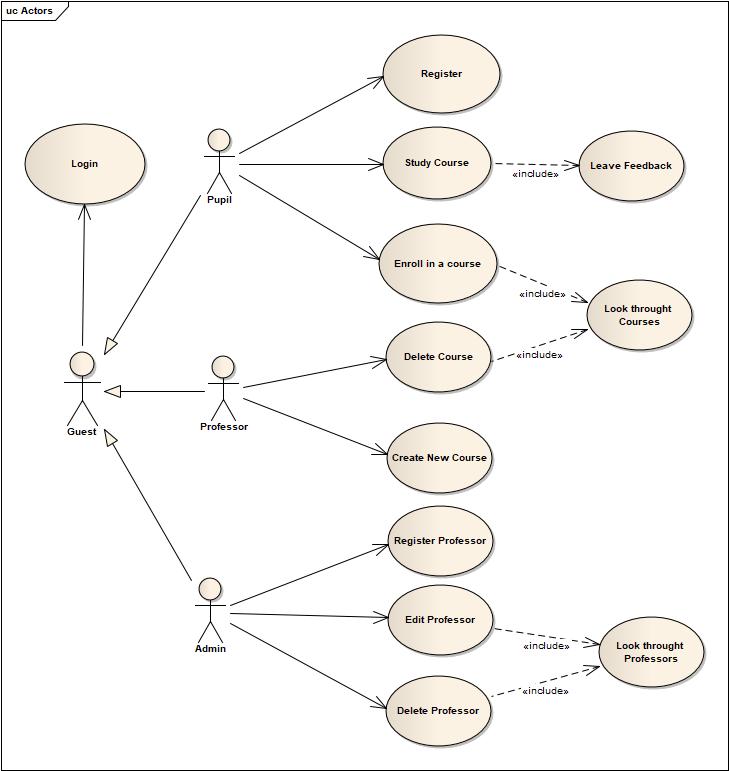 uc Actors
Register
Login
Study Course
Leave Feedback
«include»
Pupil
Enroll in a course
«include»
Look throught
Courses
Delete Course
«include»
Guest
Professor
Create New Course
Register Professor
Edit Professor
«include»
Look throught
Professors
Admin
«include»
Delete Professor